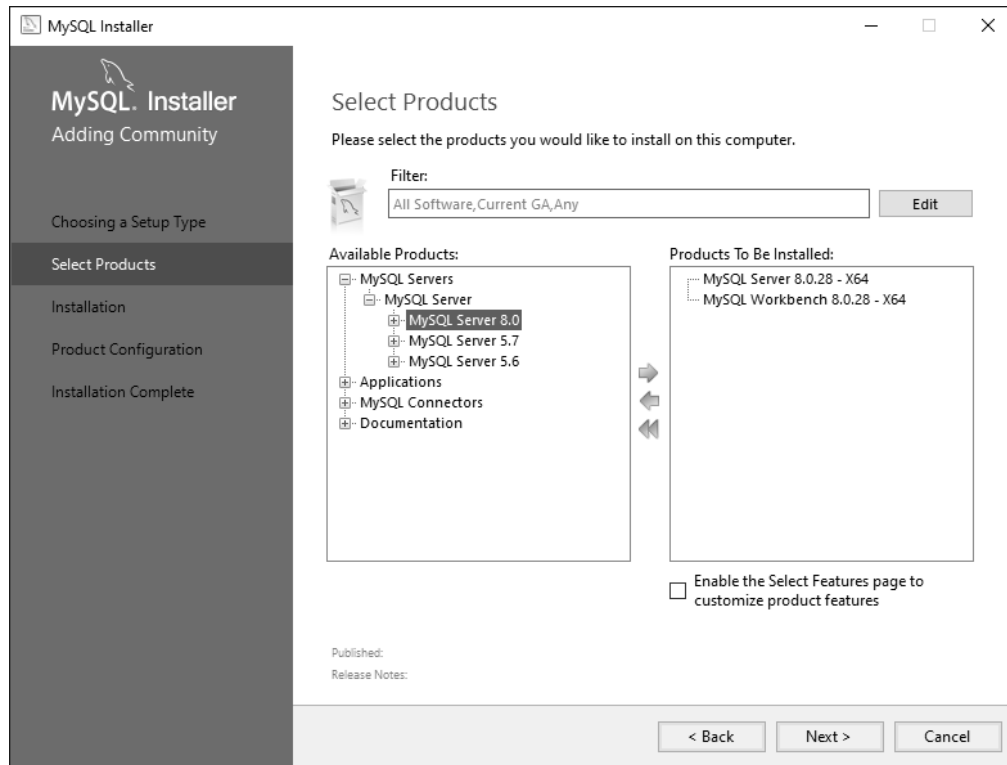 MySQL Installer
MySQL. Installer
Adding Community
Choosing a Setup Type
Select Products
Installation
Product Configuration
Installation Complete
Select Products
Please select the products you would like to install on this computer.
Filter:
All Software,Current GA,Any
Edit
Available Products:
MySQL Servers
MySQL Server
MySQL Server 8.0
MySQL Server 5.7
MySQL Server 5.6
Applications
MySQL Connectors
Documentation
Products To Be Installed:
MySQL Server 8.0.28 - X64
MySQL Workbench 8.0.28 - X64
Enable the Select Features page to
customize product features
Published:
Release Notes:
< Back
Next >
Cancel